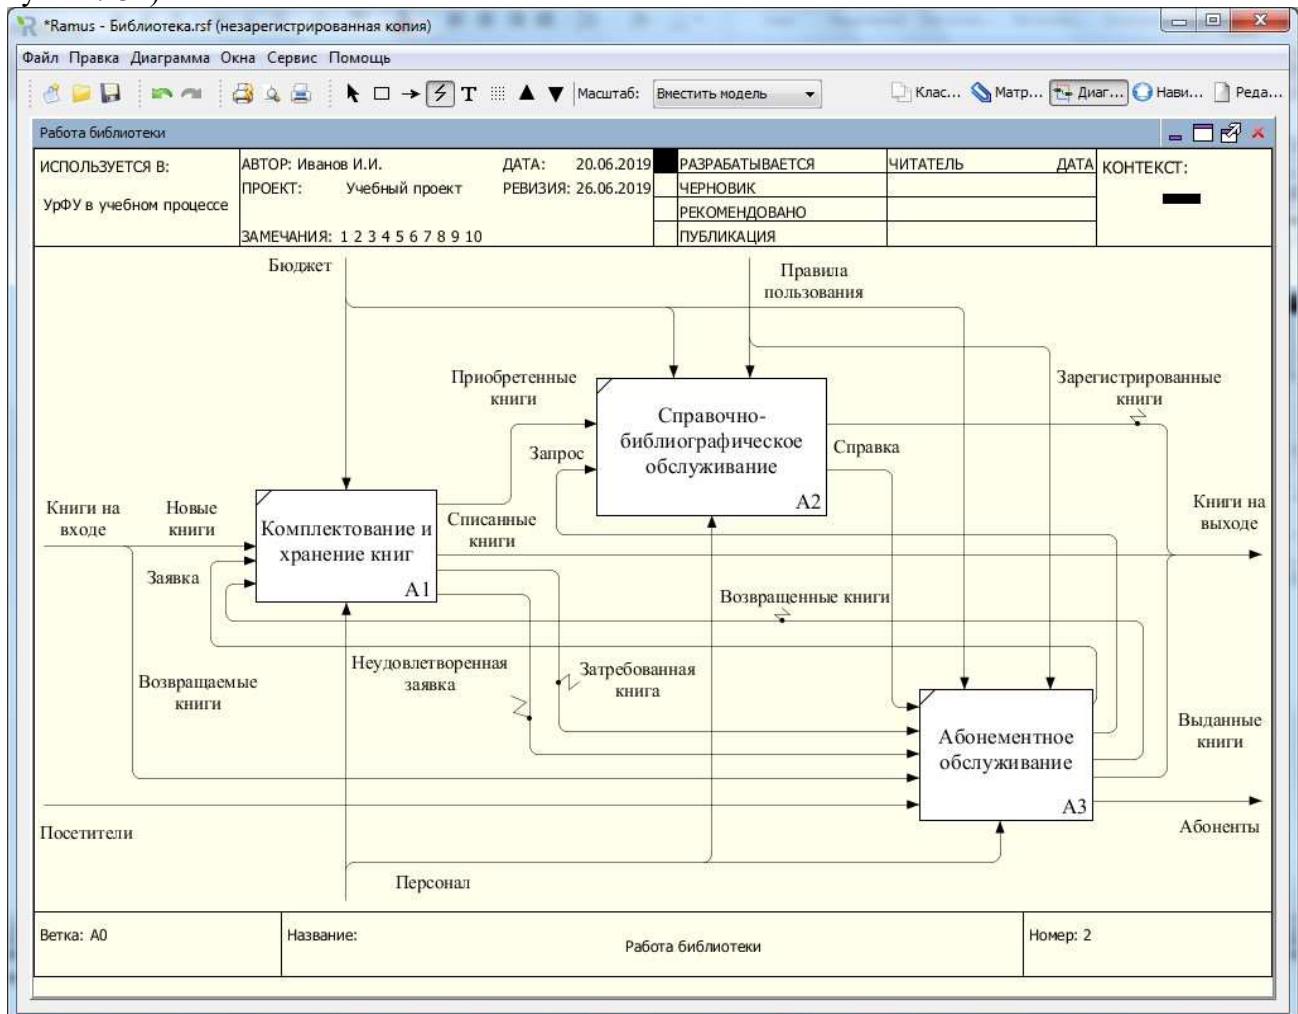 *Ramus - Библиотека.rsf (незарегистрированная копия)
Файл Правка Диаграмма Окна Сервис Помощь
T Масштаб: Вместить модель Клас... Матр... Диаг... Нави... Реда...
Работа библиотеки
ИСПОЛЬЗУЕТСЯ В:
УрФУ в учебном процессе
АВТОР: Иванов И.И.
ДАТА: 20.06.2019
ПРОЕКТ: Учебный проект
РЕВИЗИЯ: 26.06.2019
ЗАМЕЧАНИЯ: 1 2 3 4 5 6 7 8 9 10
РАЗРАБАТЫВАЕТСЯ
ЧЕРНОВИК
РЕКОМЕНДОВАНО
ПУБЛИКАЦИЯ
ЧИТАТЕЛЬ ДАТА
КОНТЕКСТ:
Бюджет
Правила
пользования
Приобретенные
книги
Зарегистрированные
книги
Справочно-
библиографическое
обслуживание
A2
Запрос
Справка
Книги на
входе
Новые
книги
Комплектование и
хранение книг
A1
Списанные
книги
Книги на
выходе
Заявка
Возвращенные книги
Возвращаемые
книги
Неудовлетворенная
заявка
Затребованная
книга
Абонементное
обслуживание
A3
Выданные
книги
Посетители
Абоненты
Персонал
Ветка: A0
Название:
Работа библиотеки
Номер: 2